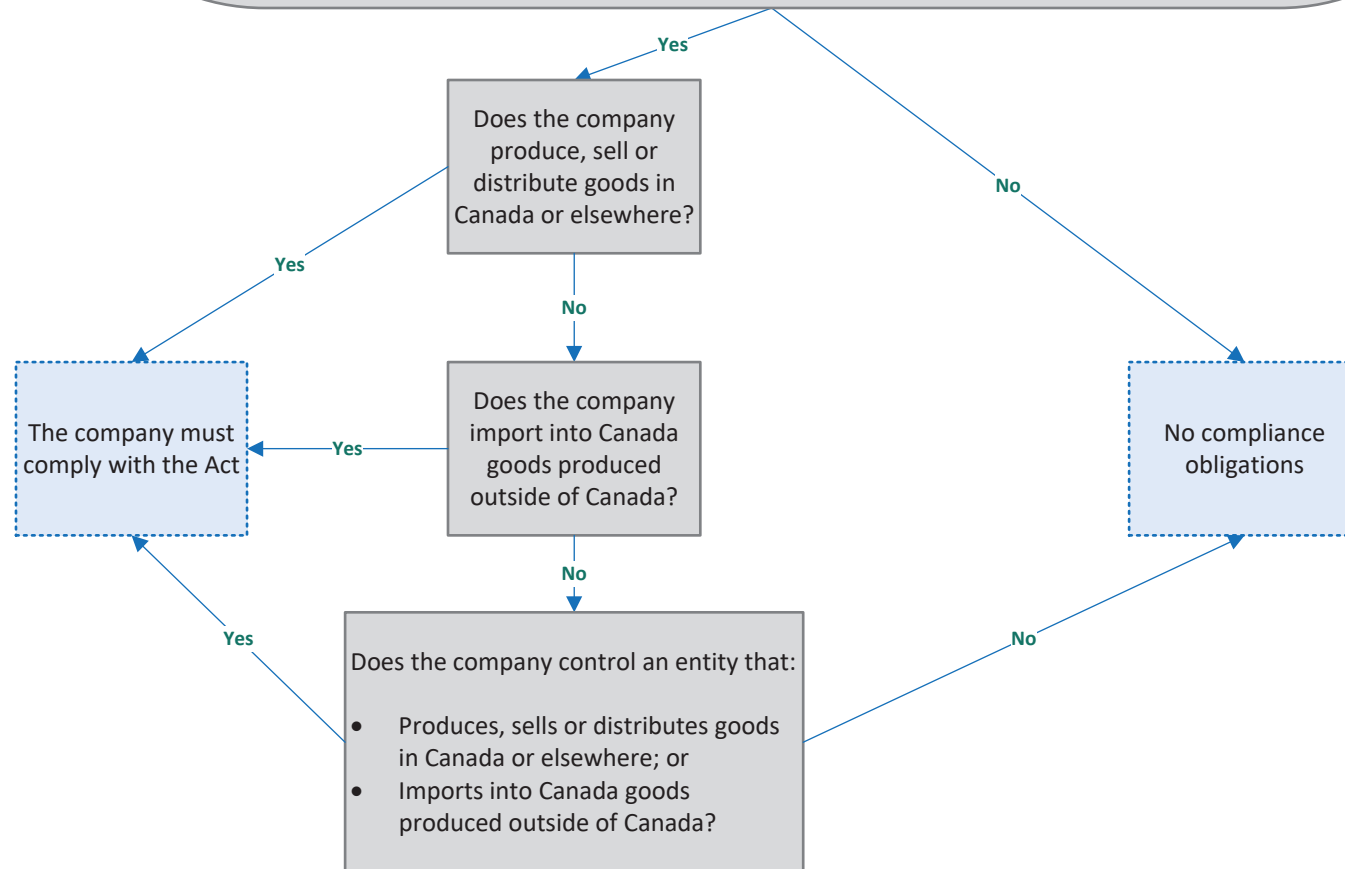 Yes
Does the company
produce, sell or
distribute goods in
Canada or elsewhere?
No
Yes
No
The company must
comply with the Act
Yes
Does the company
import into Canada
goods produced
outside of Canada?
No compliance
obligations
No
Yes
No
Does the company control an entity that:
• Produces, sells or distributes goods
in Canada or elsewhere; or
• Imports into Canada goods
produced outside of Canada?